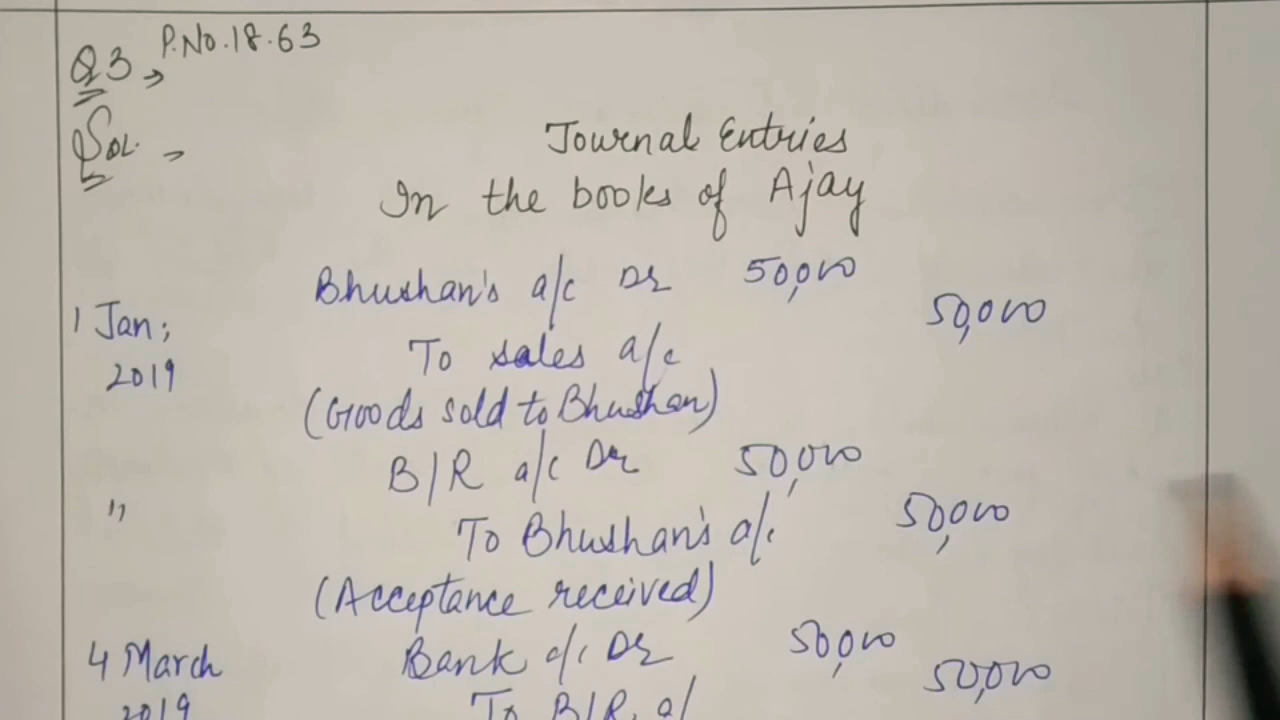 Q3 → P.No. 18.63
Sol. →
Journal Entries
In the books of Ajay
Bhushan's a/c Dr 50,000
1 Jan; 50,000
2019 To sales a/c
(Goods sold to Bhushan)
B/R a/c Dr 50,000
" To Bhushan's a/c 50,000
(Acceptance received)
4 March Bank a/c Dr 50,000
2019 To B/R a/ 50,000